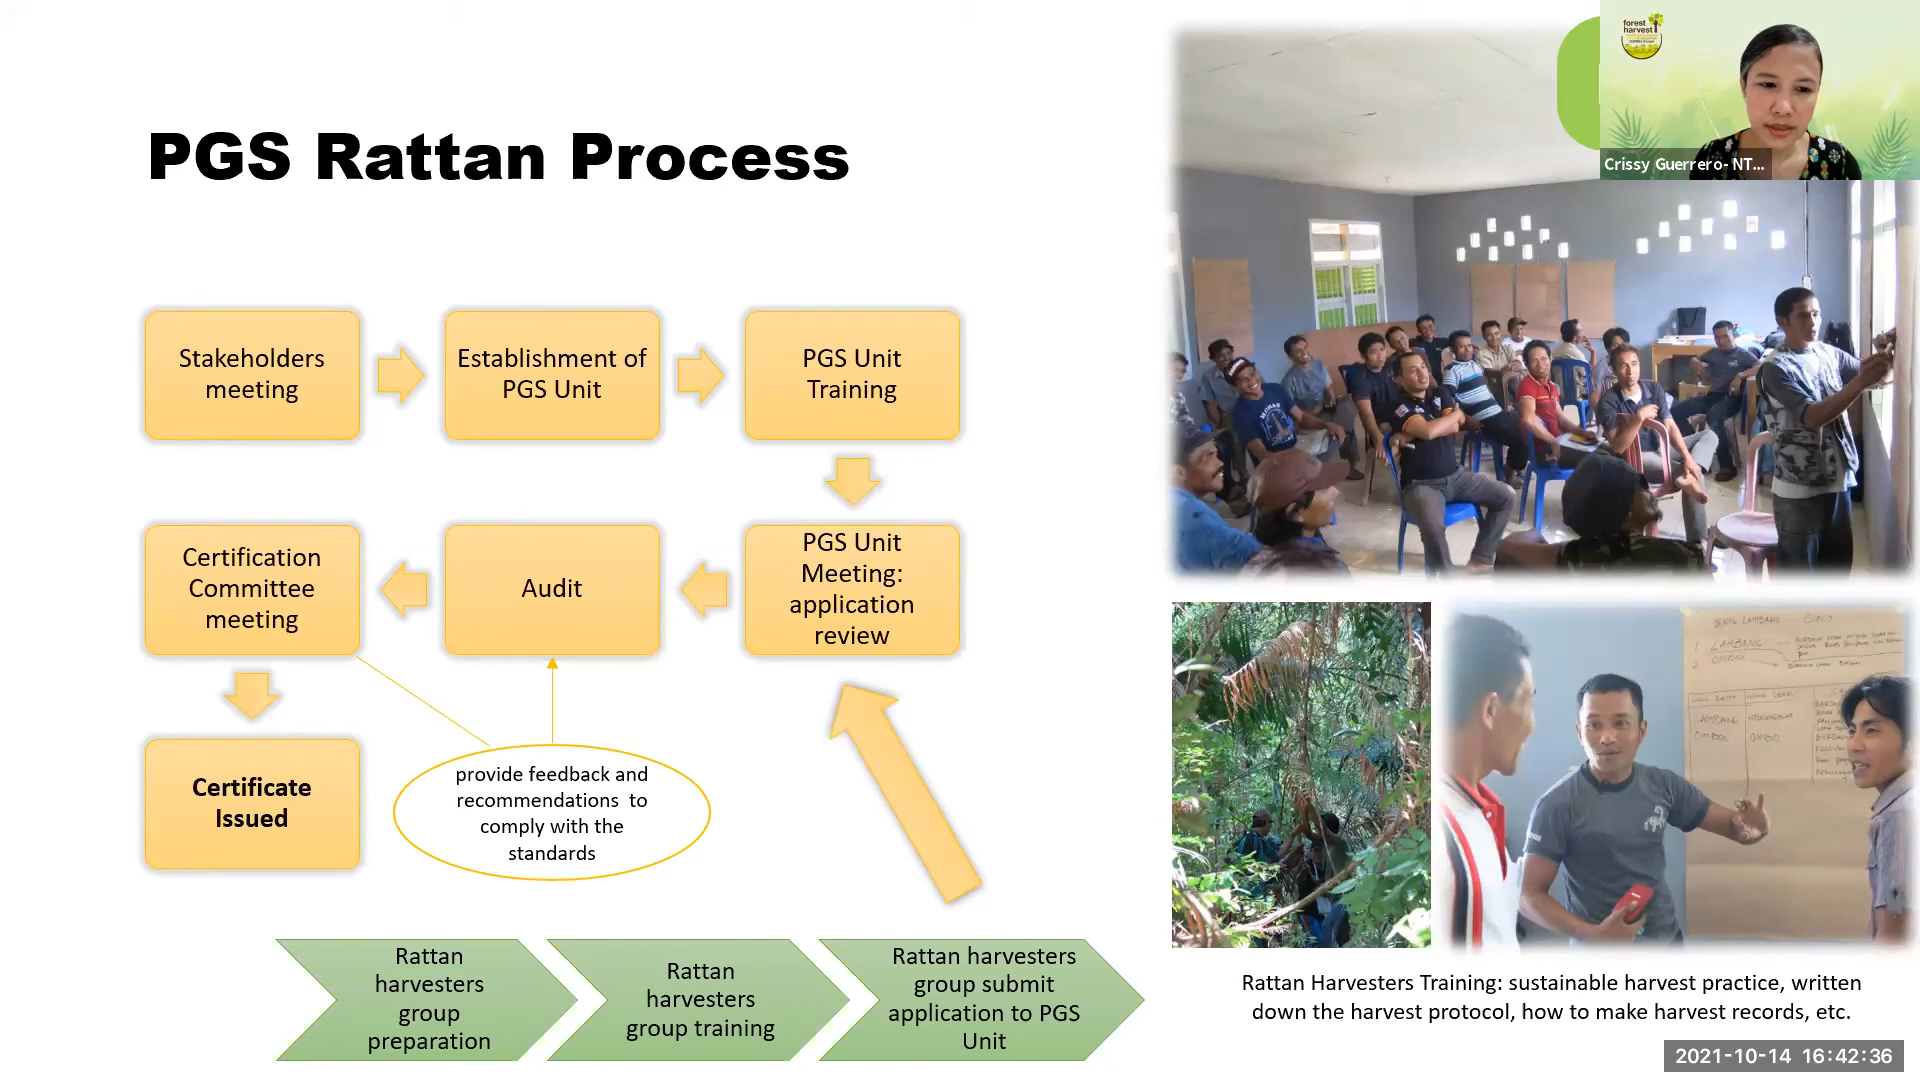 forest
harvest
Crissy Guerrero- NT...
PGS Rattan Process
Stakeholders
meeting
Establishment of
PGS Unit
PGS Unit
Training
PGS Unit
Meeting:
application
review
Audit
Certification
Committee
meeting
Certificate
Issued
provide feedback and
recommendations to
comply with the
standards
Rattan
harvesters
group
preparation
Rattan
harvesters
group training
Rattan harvesters
group submit
application to PGS
Unit
LAMBANG
Rattan Harvesters Training: sustainable harvest practice, written
down the harvest protocol, how to make harvest records, etc.
2021-10-14 16:42:36